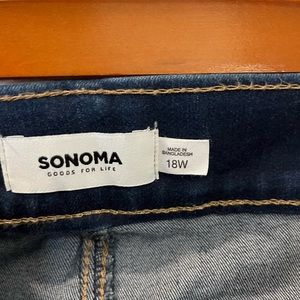 SONOMA
GOODS FOR LIFE
MADE IN
BANGLADESH
18W